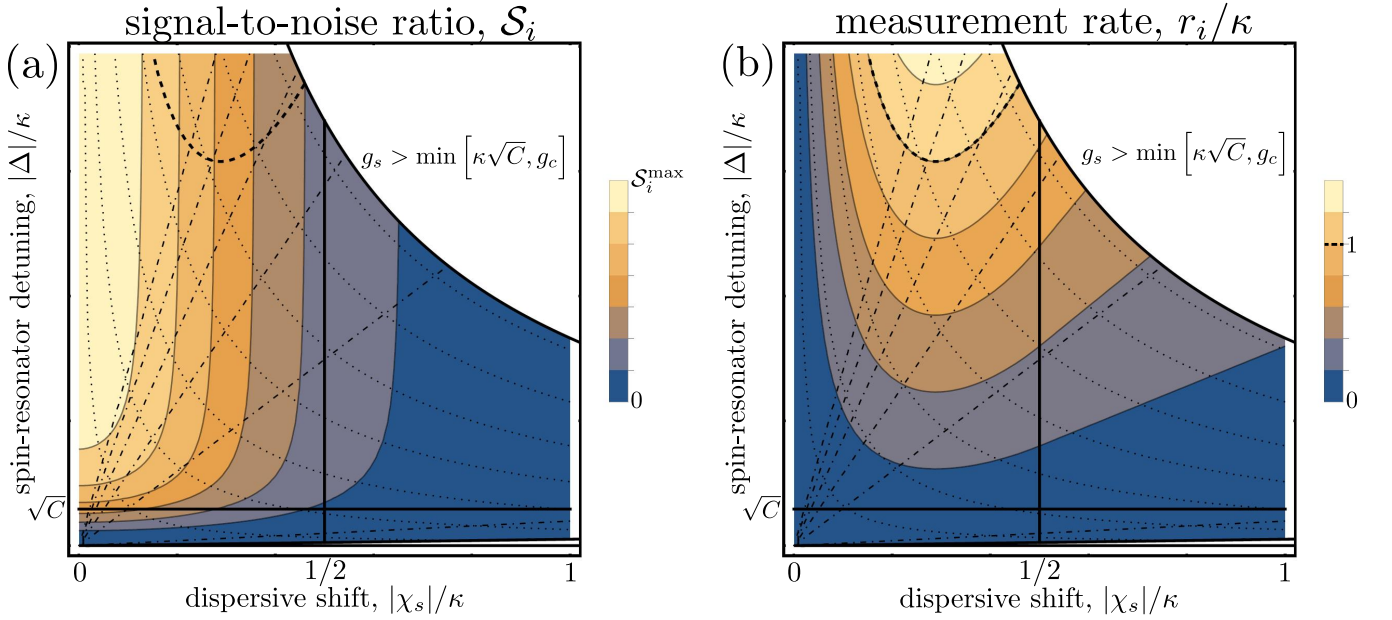 signal-to-noise ratio, 𝒮ᵢ
(a)
spin-resonator detuning, |Δ|/κ
g_s > min [κ√C, g_c]
𝒮ᵢ^max
0
√C
0
1/2
1
dispersive shift, |χ_s|/κ
measurement rate, rᵢ/κ
(b)
spin-resonator detuning, |Δ|/κ
g_s > min [κ√C, g_c]
1
0
√C
0
1/2
1
dispersive shift, |χ_s|/κ